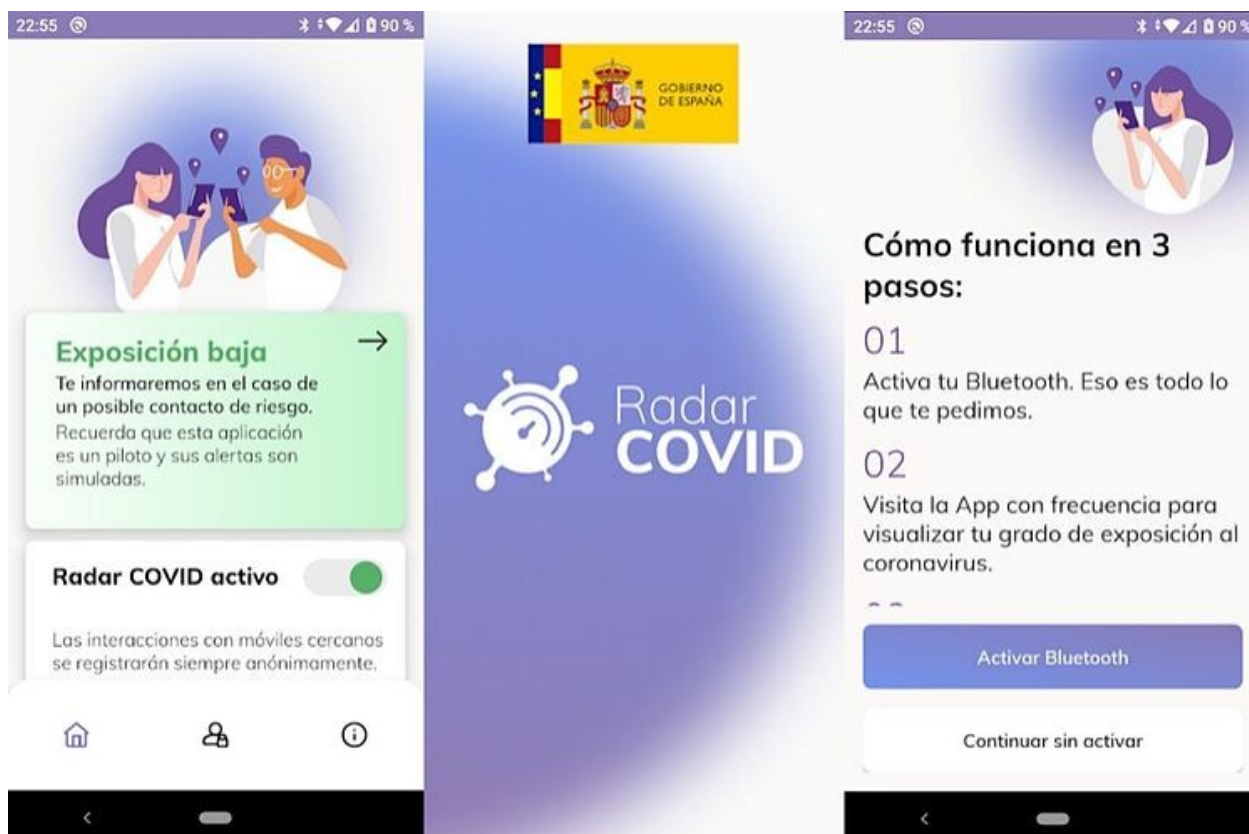 22:55
90 %
Exposición baja
Te informaremos en el caso de
un posible contacto de riesgo.
Recuerda que esta aplicación
es un piloto y sus alertas son
simuladas.
Radar COVID activo
Las interacciones con móviles cercanos
se registrarán siempre anónimamente.
GOBIERNO
DE ESPAÑA
Radar
COVID
22:55
90 %
Cómo funciona en 3
pasos:
01
Activa tu Bluetooth. Eso es todo lo
que te pedimos.
02
Visita la App con frecuencia para
visualizar tu grado de exposición al
coronavirus.
Activar Bluetooth
Continuar sin activar